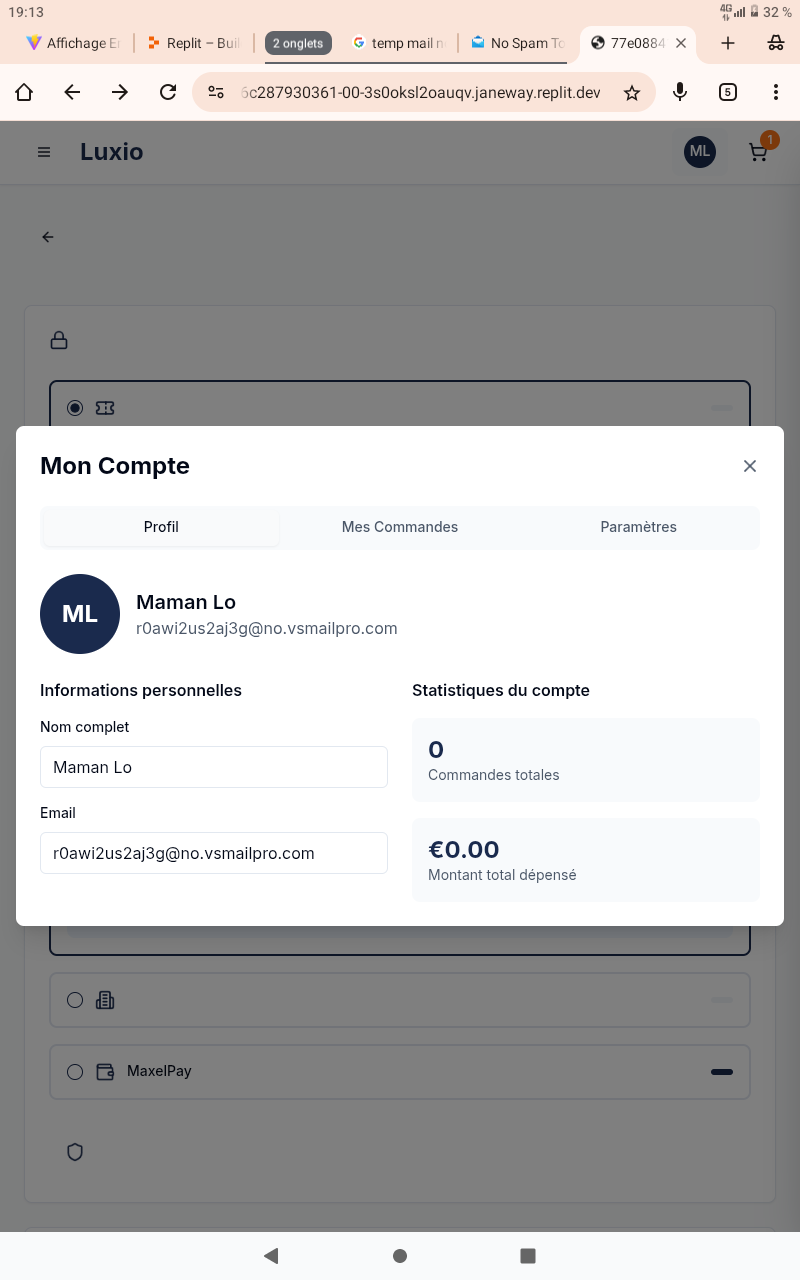 19:13
4G
32 %
Affichage E
Replit – Buil
2 onglets
temp mail n
No Spam To
77e0884
6c287930361-00-3s0oksl2oauqv.janeway.replit.dev
5
Luxio
ML
1
Mon Compte
Profil
Mes Commandes
Paramètres
ML
Maman Lo
r0awi2us2aj3g@no.vsmailpro.com
Informations personnelles
Statistiques du compte
Nom complet
Maman Lo
0
Commandes totales
Email
r0awi2us2aj3g@no.vsmailpro.com
€0.00
Montant total dépensé
MaxelPay